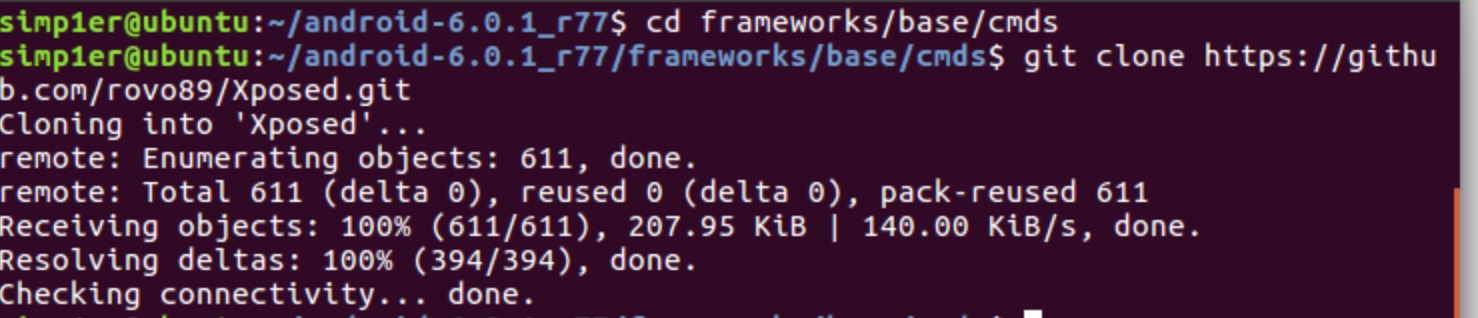 simp1er@ubuntu:~/android-6.0.1_r77$ cd frameworks/base/cmds
simp1er@ubuntu:~/android-6.0.1_r77/frameworks/base/cmds$ git clone https://githu
b.com/rovo89/Xposed.git
Cloning into 'Xposed'...
remote: Enumerating objects: 611, done.
remote: Total 611 (delta 0), reused 0 (delta 0), pack-reused 611
Receiving objects: 100% (611/611), 207.95 KiB | 140.00 KiB/s, done.
Resolving deltas: 100% (394/394), done.
Checking connectivity... done.